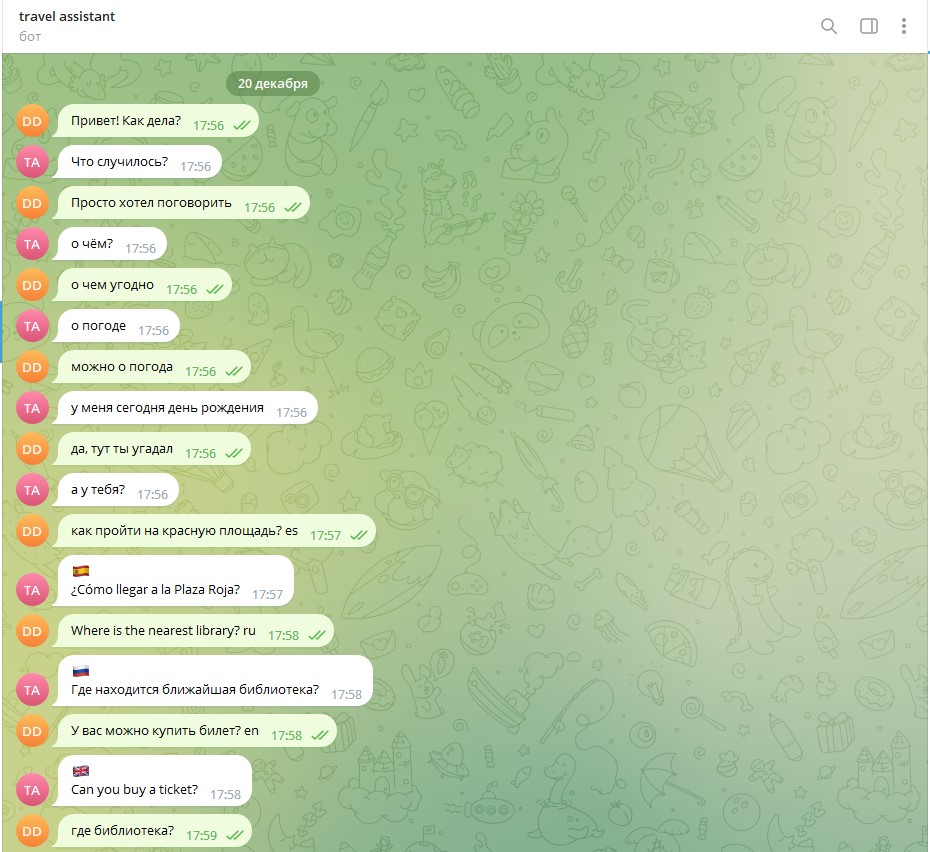 travel assistant
бот
20 декабря
DD
Привет! Как дела? 17:56
TA
Что случилось? 17:56
DD
Просто хотел поговорить 17:56
TA
о чём? 17:56
DD
о чем угодно 17:56
TA
о погоде 17:56
DD
можно о погода 17:56
TA
у меня сегодня день рождения 17:56
DD
да, тут ты угадал 17:56
TA
а у тебя? 17:56
DD
как пройти на красную площадь? es 17:57
TA
¿Cómo llegar a la Plaza Roja? 17:57
DD
Where is the nearest library? ru 17:58
TA
Где находится ближайшая библиотека? 17:58
DD
У вас можно купить билет? en 17:58
TA
Can you buy a ticket? 17:58
DD
где библиотека? 17:59